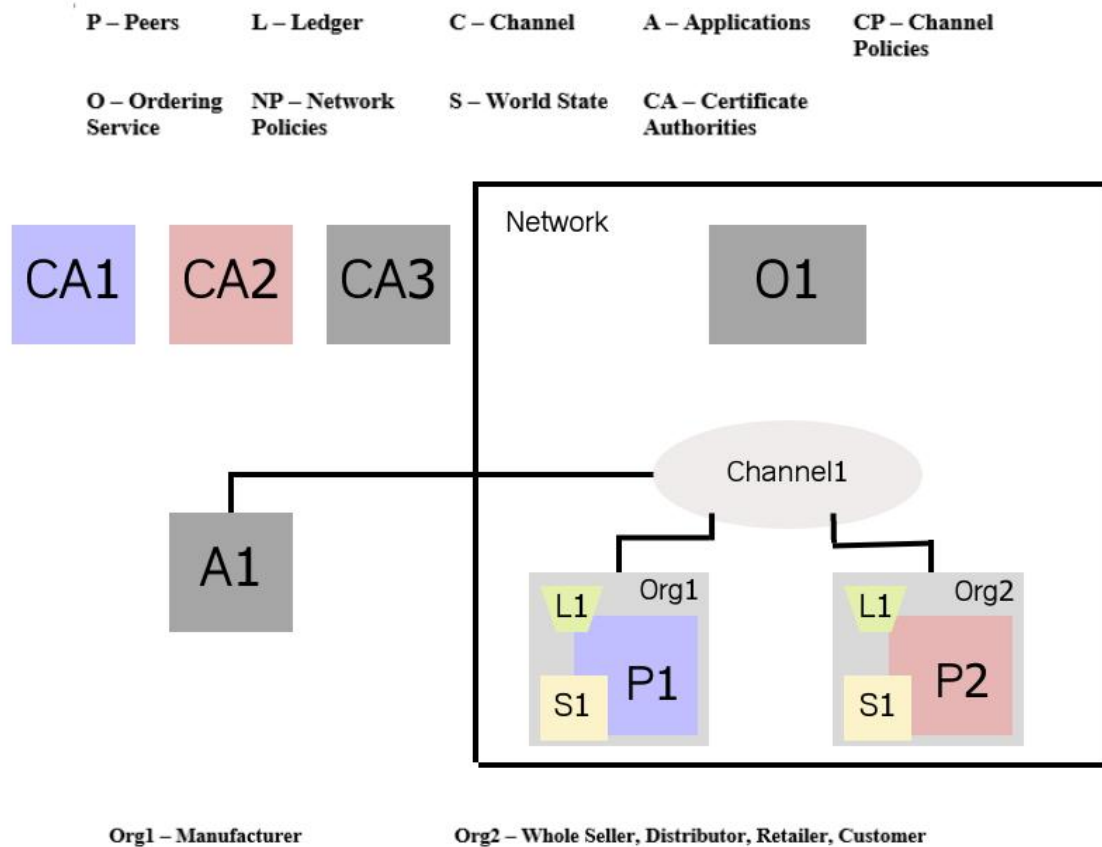 P – Peers L – Ledger C – Channel A – Applications CP – Channel
Policies
O – Ordering NP – Network S – World State CA – Certificate
Service Policies Authorities
Network
CA1 CA2 CA3 O1
Channel1
A1
Org1 Org2
L1 L1
P1 P2
S1 S1
Org1 – Manufacturer Org2 – Whole Seller, Distributor, Retailer, Customer